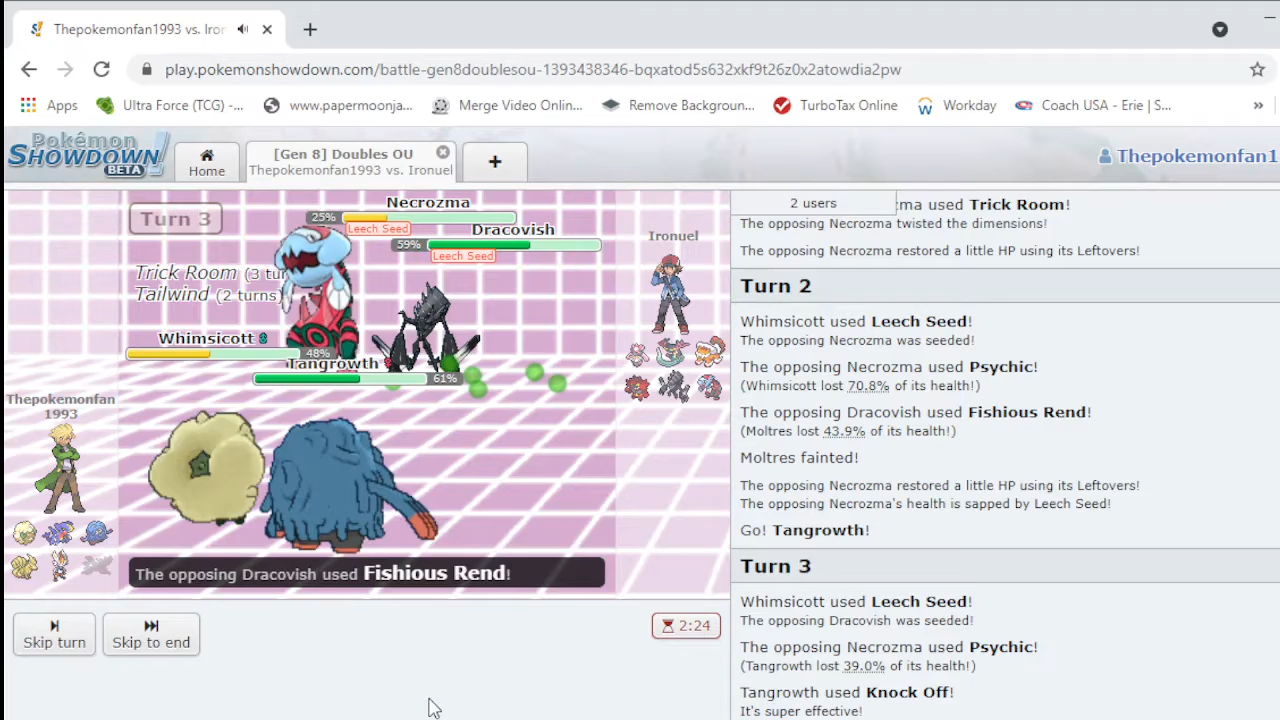 Thepokemonfan1993 vs. Iron
play.pokemonshowdown.com/battle-gen8doublesou-1393438346-bqxatod5s632xkf9t26z0x2atowdia2pw
Apps
Ultra Force (TCG) -...
www.papermoonja...
Merge Video Onlin...
Remove Backgroun...
TurboTax Online
Workday
Coach USA - Erie | S...
»
Pokémon
SHOWDOWN!
BETA
Home
[Gen 8] Doubles OU
Thepokemonfan1993 vs. Ironuel
+
Thepokemonfan1
Turn 3
Trick Room (3 tur
Tailwind (2 turns)
Necrozma
25%
Leech Seed
Dracovish
59%
Leech Seed
Whimsicott
48%
Tangrowth
61%
Thepokemonfan
1993
Ironuel
The opposing Dracovish used Fishious Rend!
Skip turn
Skip to end
2:24
2 users
zma used Trick Room!
The opposing Necrozma twisted the dimensions!
The opposing Necrozma restored a little HP using its Leftovers!
Turn 2
Whimsicott used Leech Seed!
The opposing Necrozma was seeded!
The opposing Necrozma used Psychic!
(Whimsicott lost 70.8% of its health!)
The opposing Dracovish used Fishious Rend!
(Moltres lost 43.9% of its health!)
Moltres fainted!
The opposing Necrozma restored a little HP using its Leftovers!
The opposing Necrozma's health is sapped by Leech Seed!
Go! Tangrowth!
Turn 3
Whimsicott used Leech Seed!
The opposing Dracovish was seeded!
The opposing Necrozma used Psychic!
(Tangrowth lost 39.0% of its health!)
Tangrowth used Knock Off!
It's super effective!